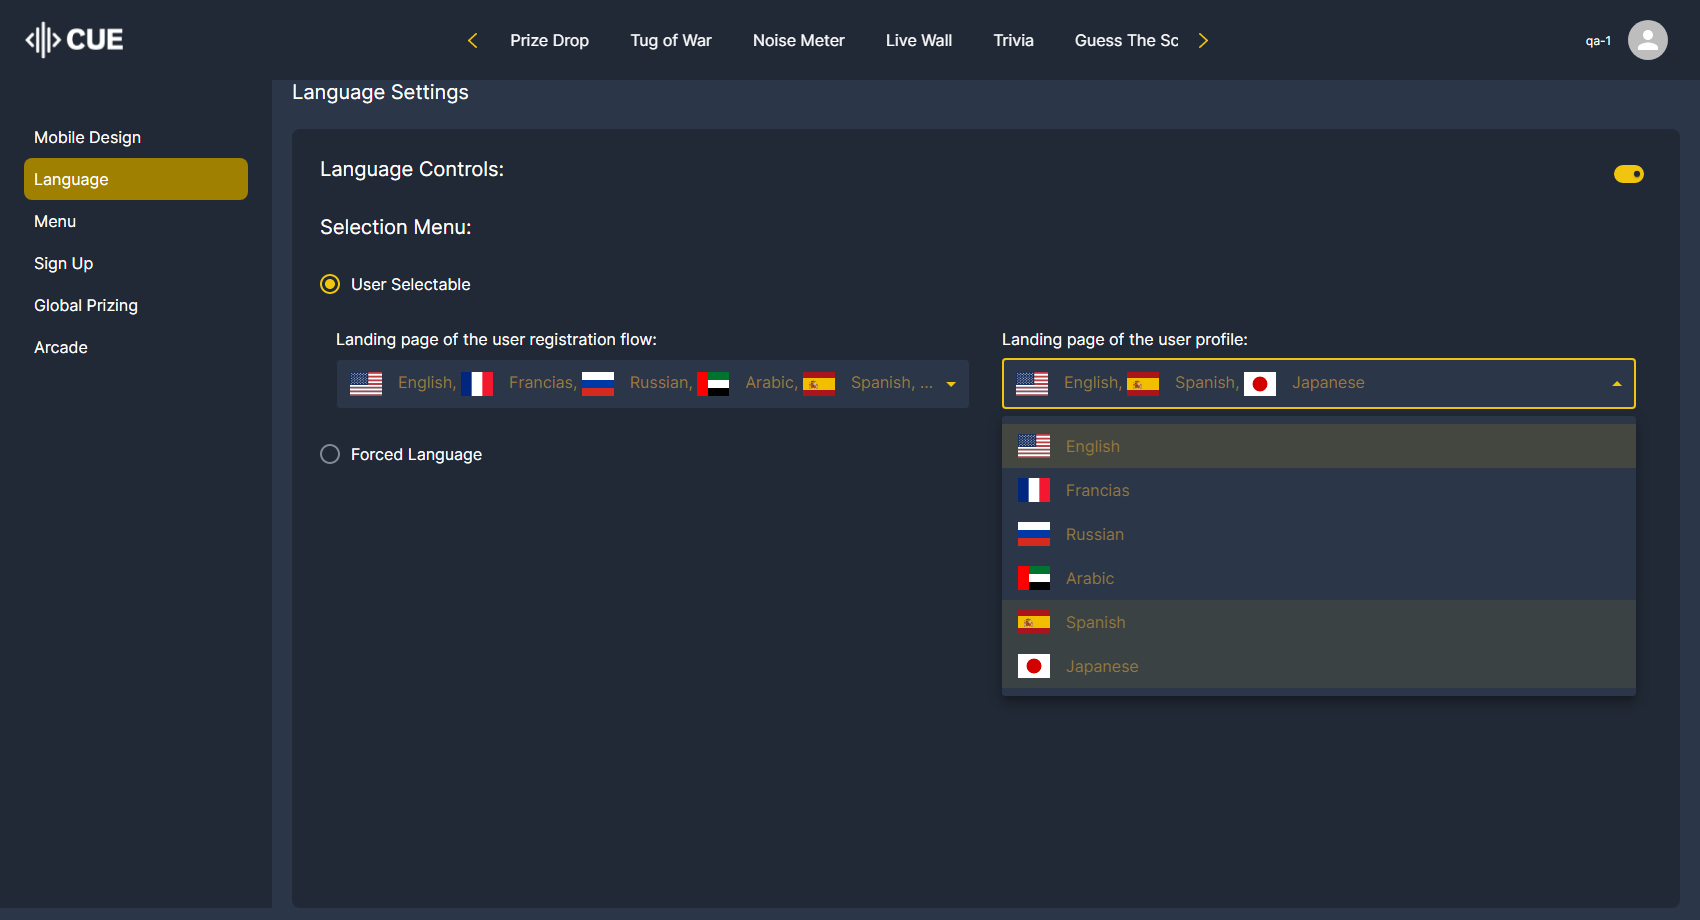 CUE
Prize Drop
Tug of War
Noise Meter
Live Wall
Trivia
Guess The Sc
qa-1
Mobile Design
Language
Menu
Sign Up
Global Prizing
Arcade
Language Settings
Language Controls:
Selection Menu:
User Selectable
Landing page of the user registration flow:
English, Francias, Russian, Arabic, Spanish, ...
Forced Language
Landing page of the user profile:
English, Spanish, Japanese
English
Francias
Russian
Arabic
Spanish
Japanese